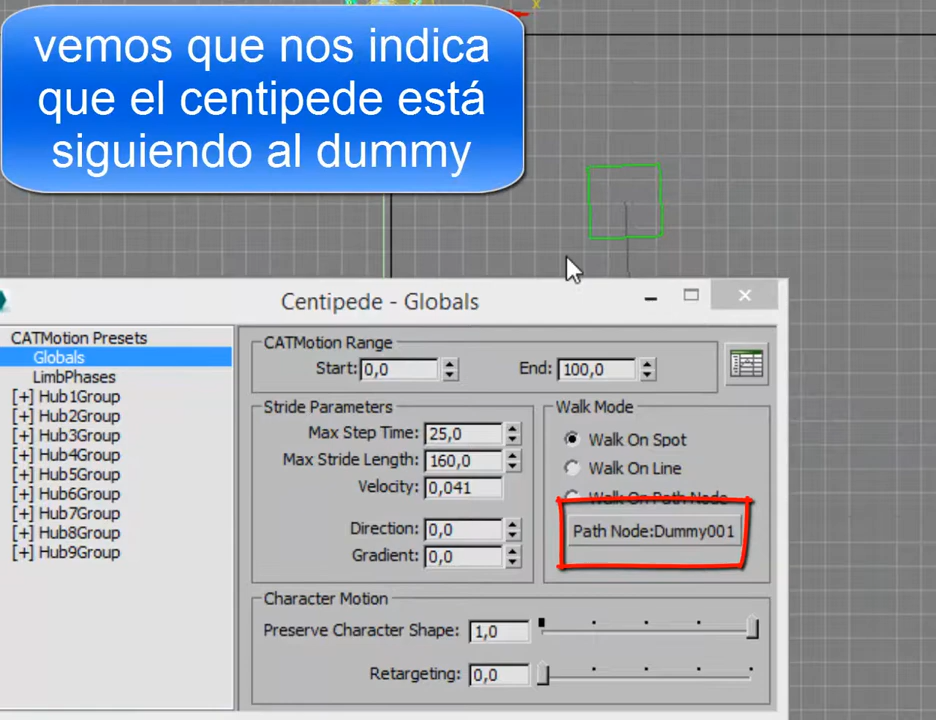 vemos que nos indica
que el centipede está
siguiendo al dummy
Centipede - Globals
CATMotion Presets
Globals
LimbPhases
[+] Hub1Group
[+] Hub2Group
[+] Hub3Group
[+] Hub4Group
[+] Hub5Group
[+] Hub6Group
[+] Hub7Group
[+] Hub8Group
[+] Hub9Group
CATMotion Range
Start: 0,0 End: 100,0
Stride Parameters
Max Step Time: 25,0
Max Stride Length: 160,0
Velocity: 0,041
Direction: 0,0
Gradient: 0,0
Walk Mode
Walk On Spot
Walk On Line
Walk On Path Node
Path Node:Dummy001
Character Motion
Preserve Character Shape: 1,0
Retargeting: 0,0